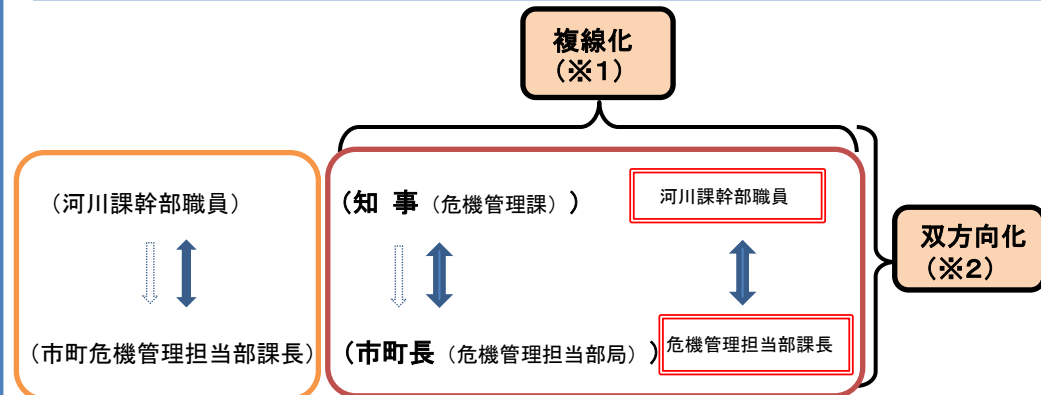 複線化
(※1)
(河川課幹部職員)
(知 事(危機管理課))
河川課幹部職員
双方向化
(※2)
(市町危機管理担当部課長)
(市町長(危機管理担当部局))
危機管理担当部課長